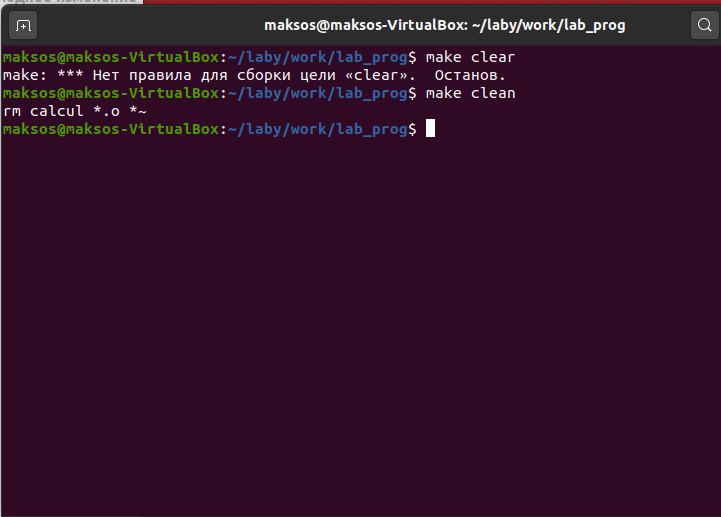 maksos@maksos-VirtualBox: ~/laby/work/lab_prog
maksos@maksos-VirtualBox:~/laby/work/lab_prog$ make clear
make: *** Нет правила для сборки цели «clear».  Останов.
maksos@maksos-VirtualBox:~/laby/work/lab_prog$ make clean
rm calcul *.o *~
maksos@maksos-VirtualBox:~/laby/work/lab_prog$